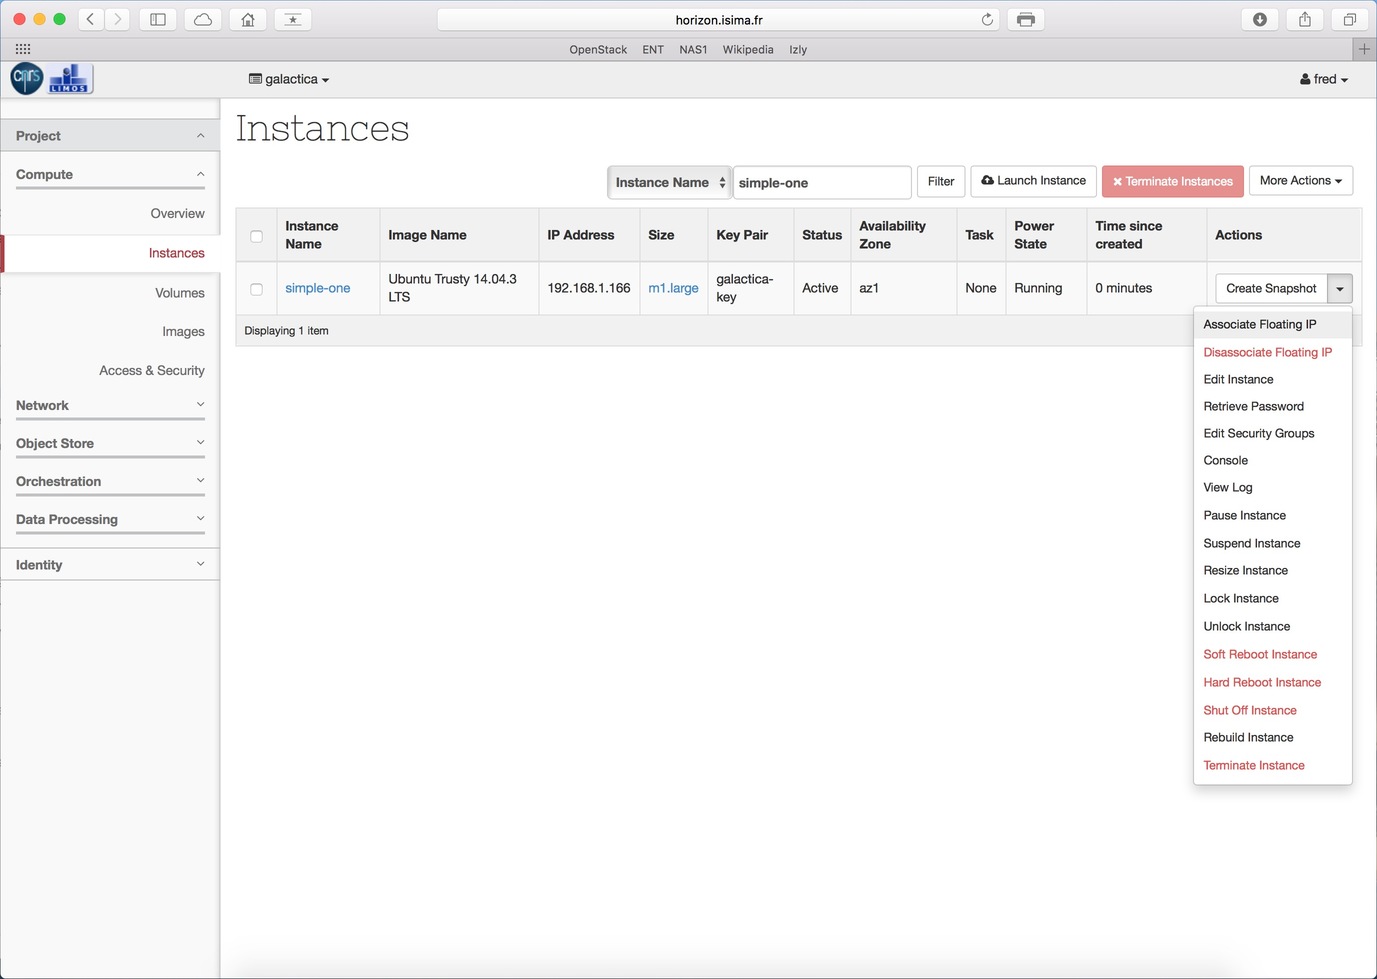 horizon.isima.fr
OpenStack ENT NAS1 Wikipedia Izly
cnrs
LIMOS
galactica
fred
Project
Compute
Overview
Instances
Volumes
Images
Access & Security
Network
Object Store
Orchestration
Data Processing
Identity
Instances
Instance Name simple-one Filter Launch Instance Terminate Instances More Actions
Instance Name Image Name IP Address Size Key Pair Status Availability Zone Task Power State Time since created Actions
simple-one Ubuntu Trusty 14.04.3 LTS 192.168.1.166 m1.large galactica-key Active az1 None Running 0 minutes Create Snapshot
Displaying 1 item
Associate Floating IP
Disassociate Floating IP
Edit Instance
Retrieve Password
Edit Security Groups
Console
View Log
Pause Instance
Suspend Instance
Resize Instance
Lock Instance
Unlock Instance
Soft Reboot Instance
Hard Reboot Instance
Shut Off Instance
Rebuild Instance
Terminate Instance